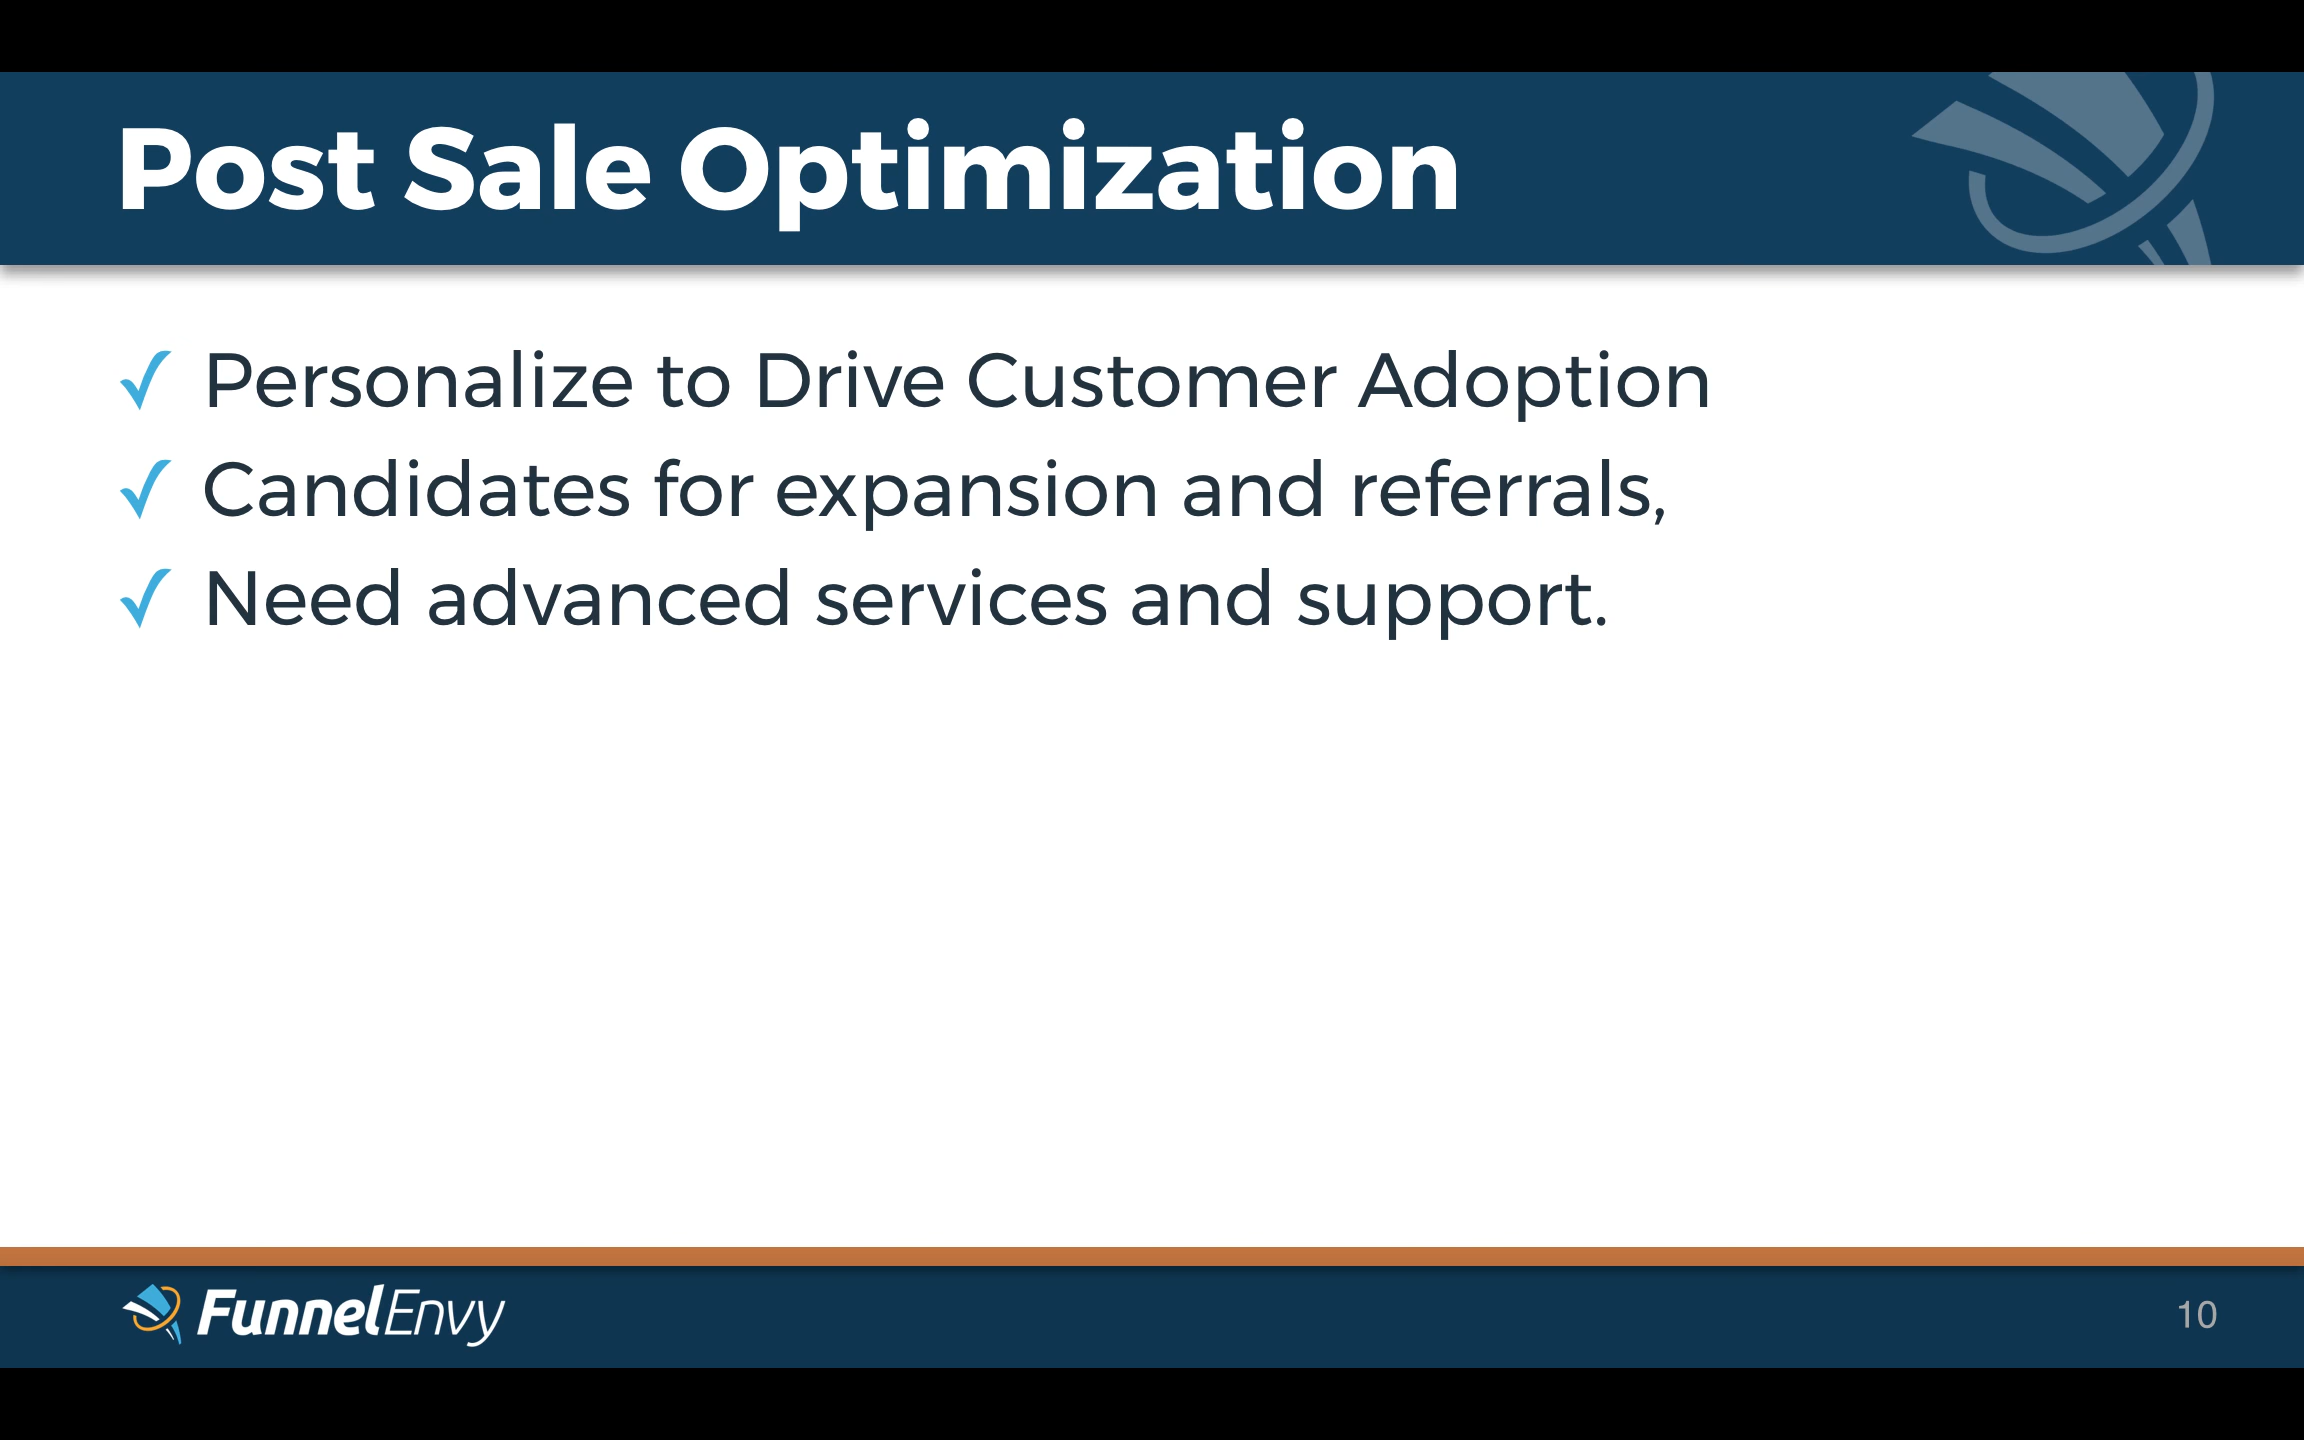 Post Sale Optimization
Personalize to Drive Customer Adoption
Candidates for expansion and referrals,
Need advanced services and support.
FunnelEnvy
10